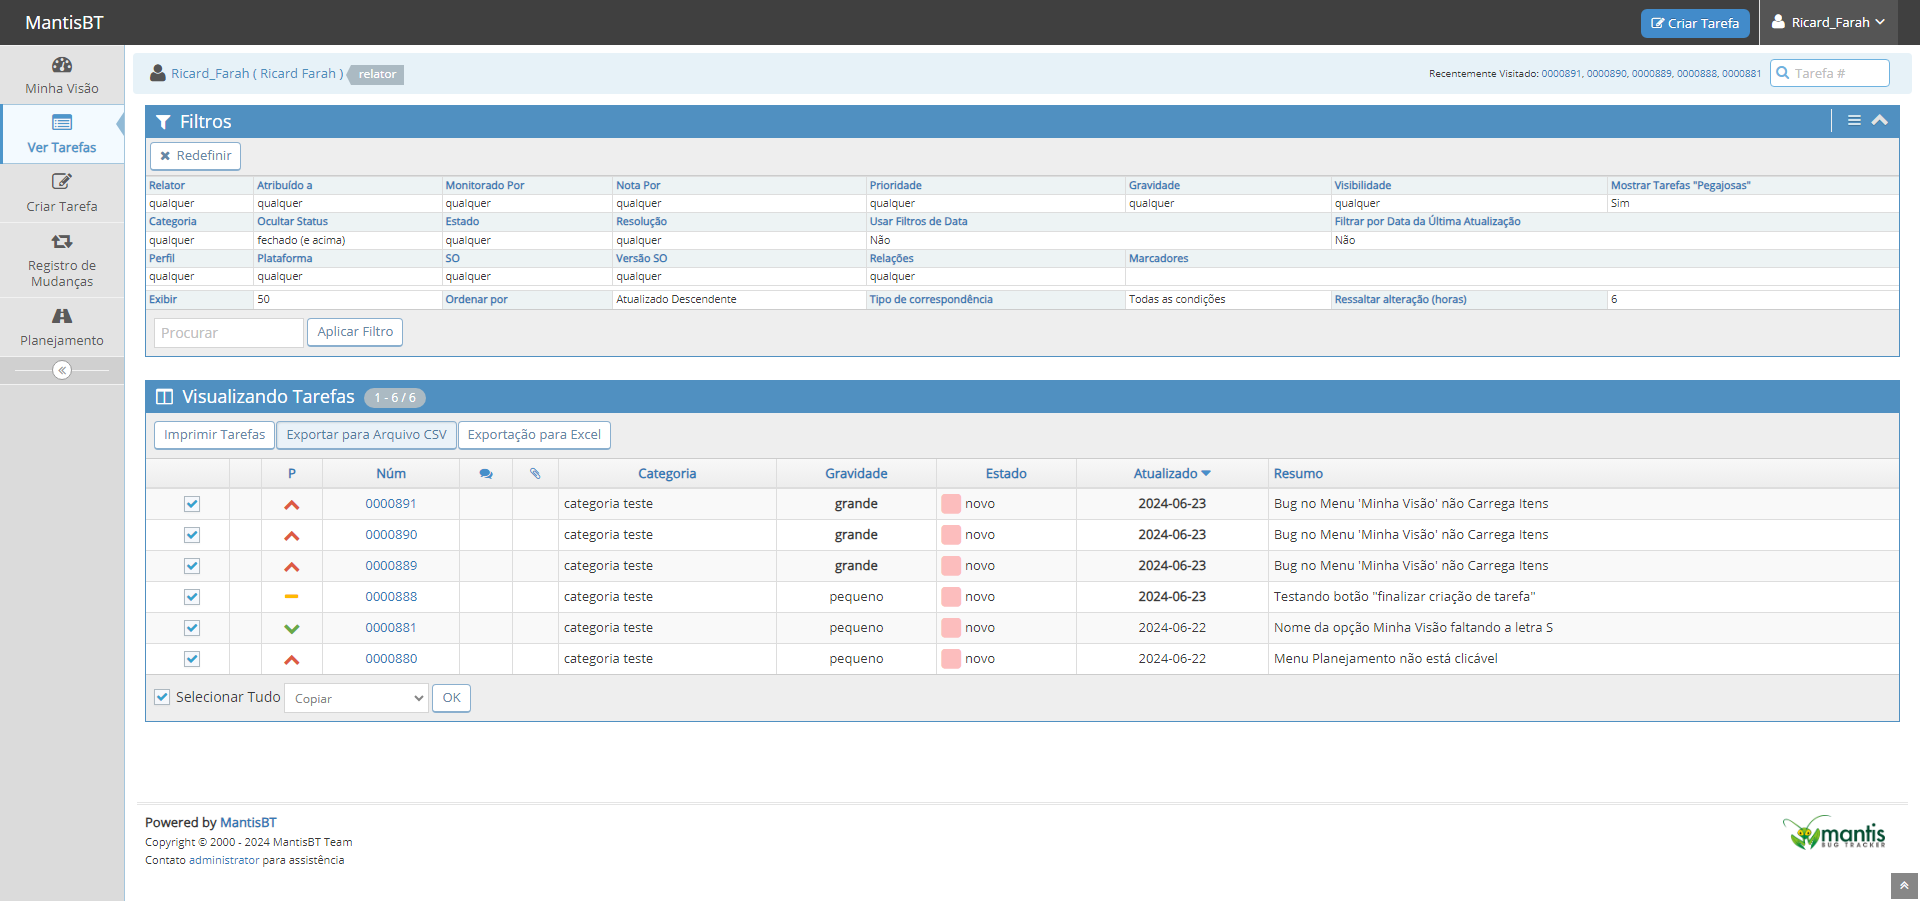 MantisBT
Criar Tarefa
Ricard_Farah
Minha Visão
Ver Tarefas
Criar Tarefa
Registro de
Mudanças
Planejamento
Ricard_Farah ( Ricard Farah ) relator
Recentemente Visitado: 0000891, 0000890, 0000889, 0000888, 0000881
Tarefa #
Filtros
Redefinir
Relator Atribuído a Monitorado Por Nota Por Prioridade Gravidade Visibilidade Mostrar Tarefas "Pegajosas"
qualquer qualquer qualquer qualquer qualquer qualquer qualquer Sim
Categoria Ocultar Status Estado Resolução Usar Filtros de Data Filtrar por Data da Última Atualização
qualquer fechado (e acima) qualquer qualquer Não Não
Perfil Plataforma SO Versão SO Relações Marcadores
qualquer qualquer qualquer qualquer qualquer
Exibir 50 Ordenar por Atualizado Descendente Tipo de correspondência Todas as condições Ressaltar alteração (horas) 6
Procurar Aplicar Filtro
Visualizando Tarefas 1 - 6 / 6
Imprimir Tarefas Exportar para Arquivo CSV Exportação para Excel
P Núm Categoria Gravidade Estado Atualizado Resumo
0000891 categoria teste grande novo 2024-06-23 Bug no Menu 'Minha Visão' não Carrega Itens
0000890 categoria teste grande novo 2024-06-23 Bug no Menu 'Minha Visão' não Carrega Itens
0000889 categoria teste grande novo 2024-06-23 Bug no Menu 'Minha Visão' não Carrega Itens
0000888 categoria teste pequeno novo 2024-06-23 Testando botão "finalizar criação de tarefa"
0000881 categoria teste pequeno novo 2024-06-22 Nome da opção Minha Visão faltando a letra S
0000880 categoria teste pequeno novo 2024-06-22 Menu Planejamento não está clicável
Selecionar Tudo Copiar OK
Powered by MantisBT
Copyright © 2000 - 2024 MantisBT Team
Contato administrator para assistência
mantis
BUG TRACKER